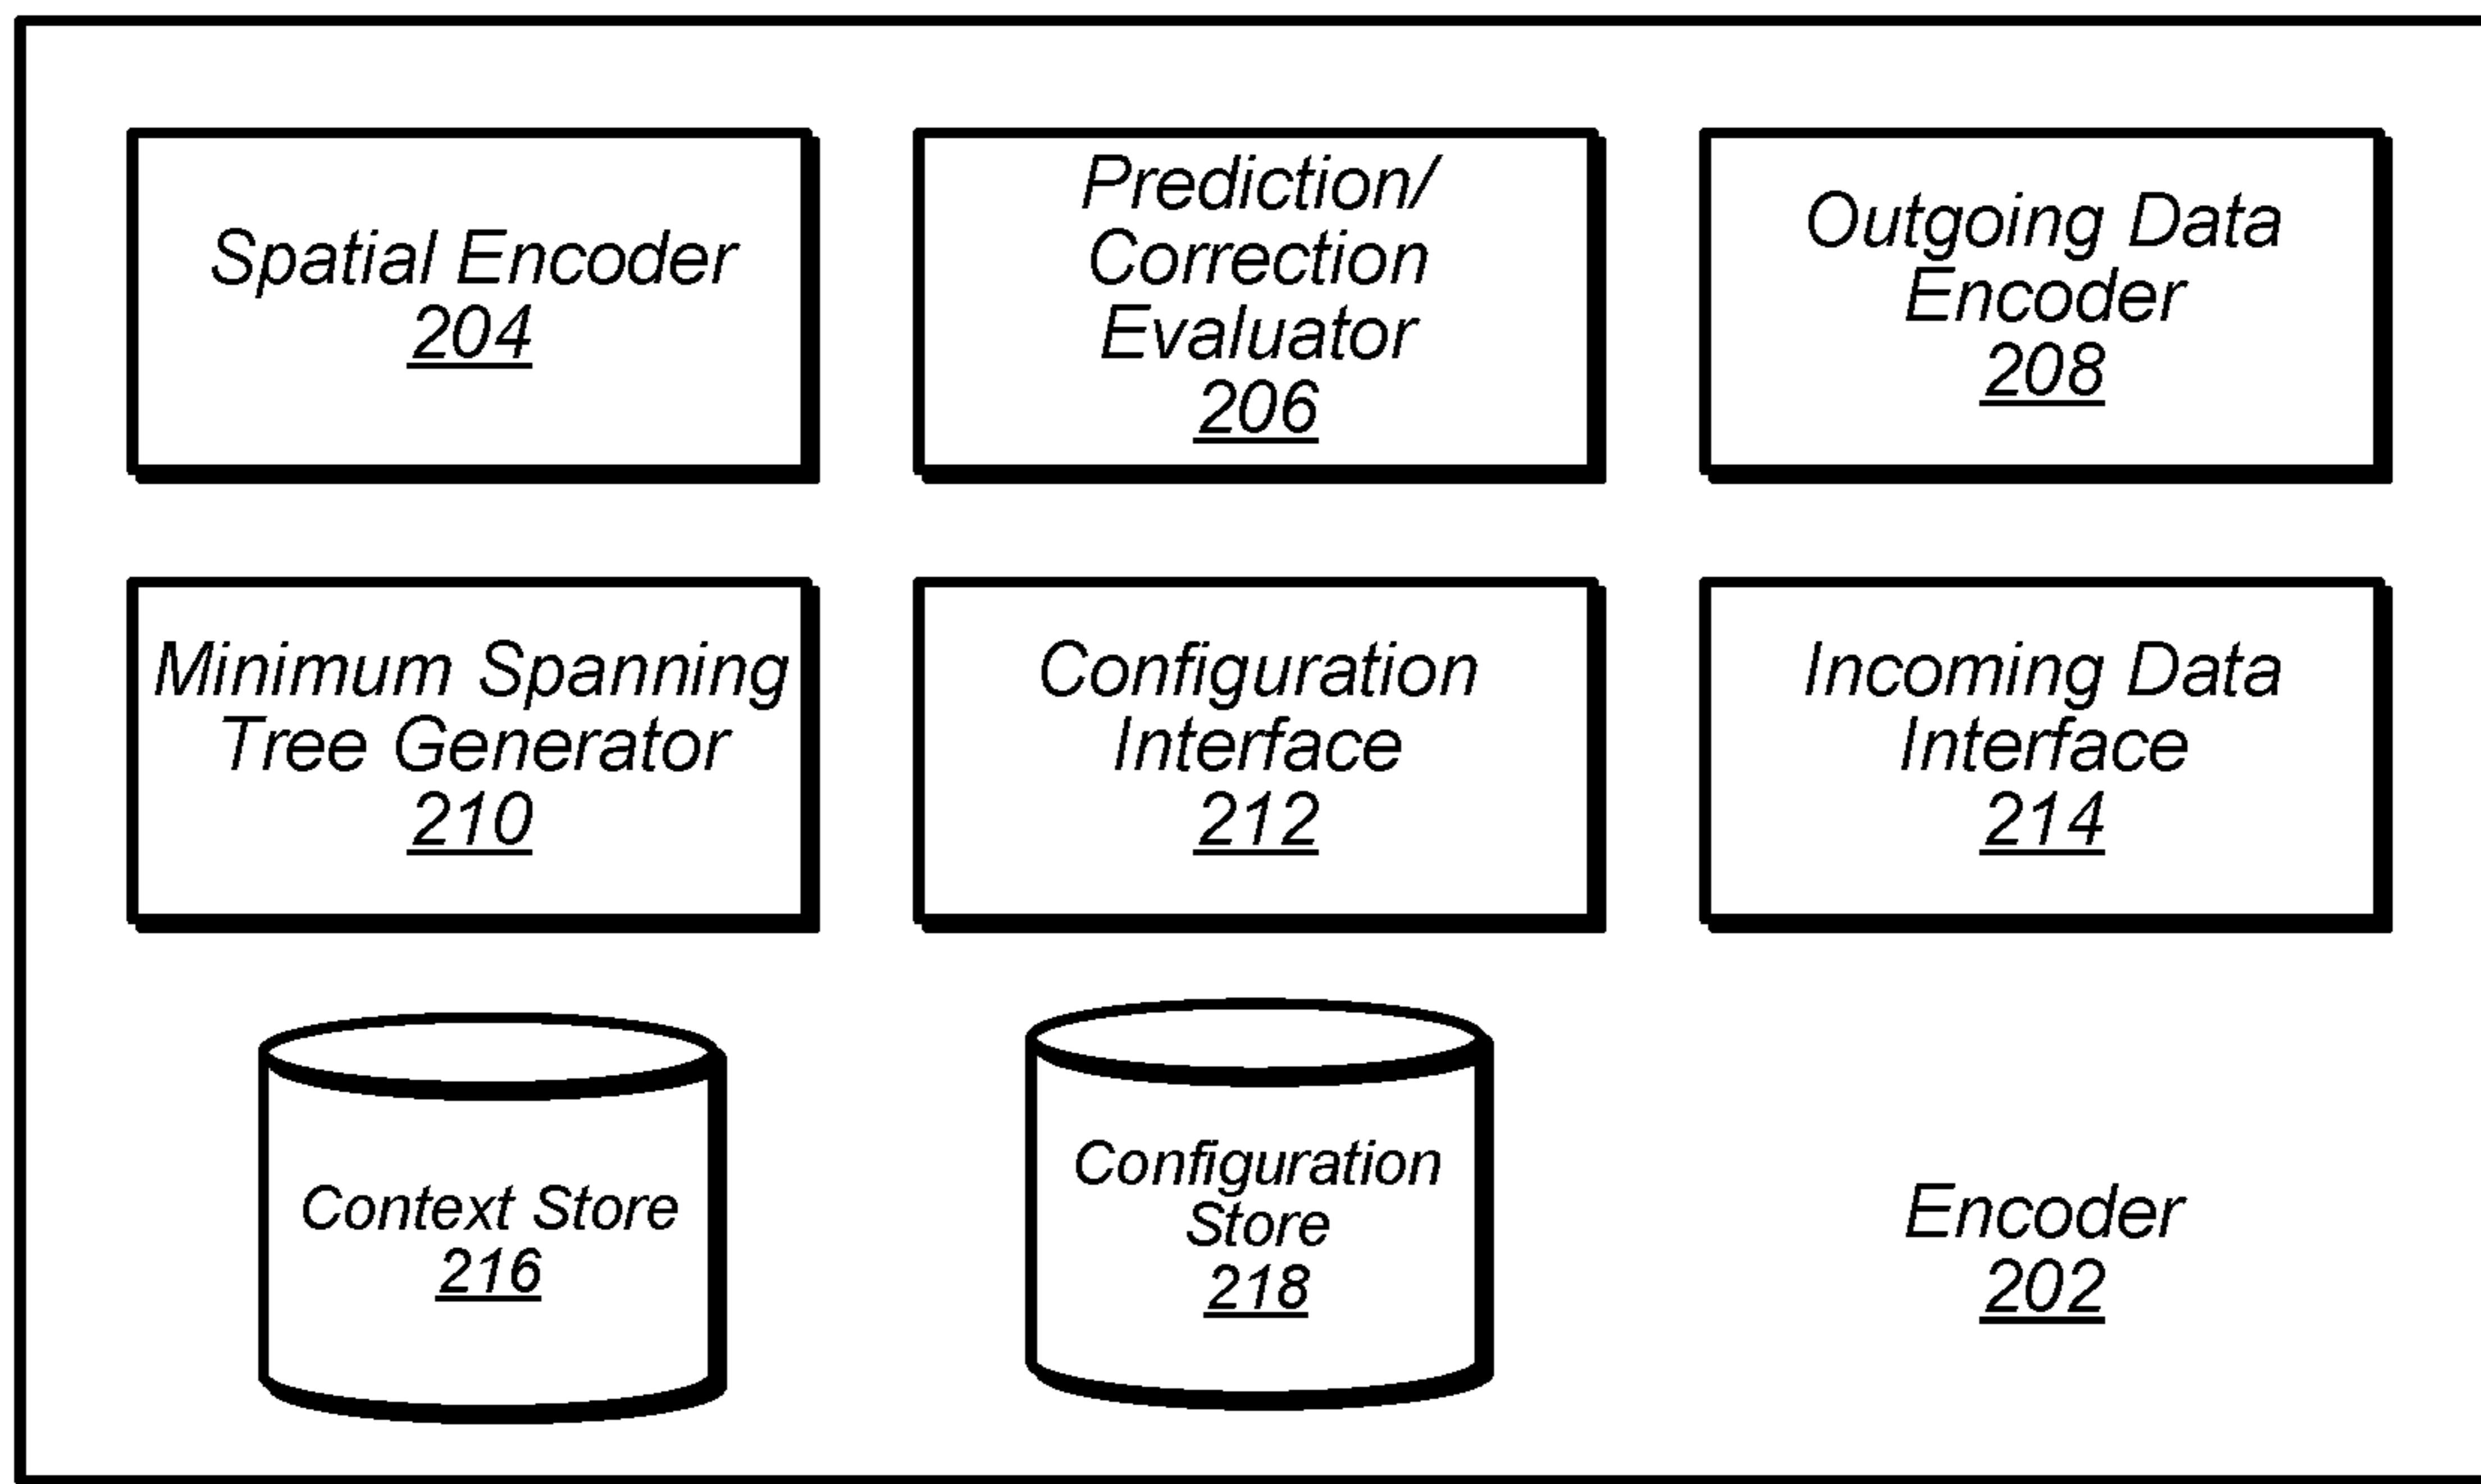 Spatial Encoder
204
Prediction/
Correction
Evaluator
206
Outgoing Data
Encoder
208
Minimum Spanning
Tree Generator
210
Configuration
Interface
212
Incoming Data
Interface
214
Context Store
216
Configuration
Store
218
Encoder
202